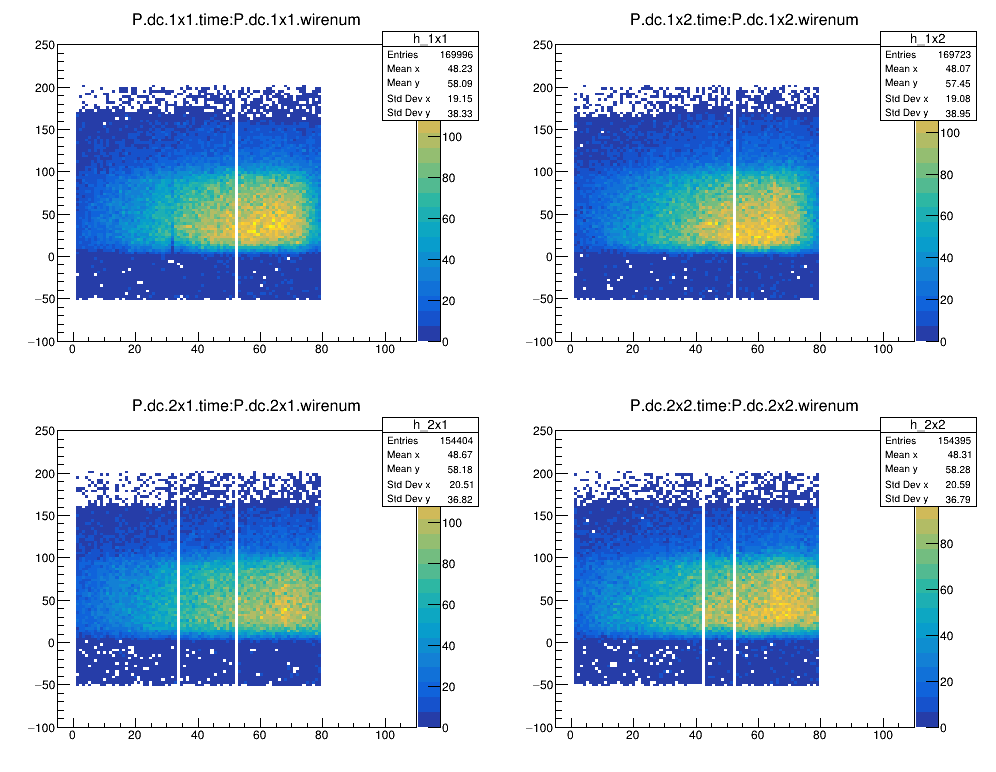 P.dc.1x1.time:P.dc.1x1.wirenum
h_1x1
Entries 169996
Mean x 48.23
Mean y 58.09
Std Dev x 19.15
Std Dev y 38.33
250
200
150
100
50
0
−50
−100
0 20 40 60 80 100
100
80
60
40
20
0
P.dc.1x2.time:P.dc.1x2.wirenum
h_1x2
Entries 169723
Mean x 48.07
Mean y 57.45
Std Dev x 19.08
Std Dev y 38.95
250
200
150
100
50
0
−50
−100
0 20 40 60 80 100
100
80
60
40
20
0
P.dc.2x1.time:P.dc.2x1.wirenum
h_2x1
Entries 154404
Mean x 48.67
Mean y 58.18
Std Dev x 20.51
Std Dev y 36.82
250
200
150
100
50
0
−50
−100
0 20 40 60 80 100
100
80
60
40
20
0
P.dc.2x2.time:P.dc.2x2.wirenum
h_2x2
Entries 154395
Mean x 48.31
Mean y 58.28
Std Dev x 20.59
Std Dev y 36.79
250
200
150
100
50
0
−50
−100
0 20 40 60 80 100
80
60
40
20
0